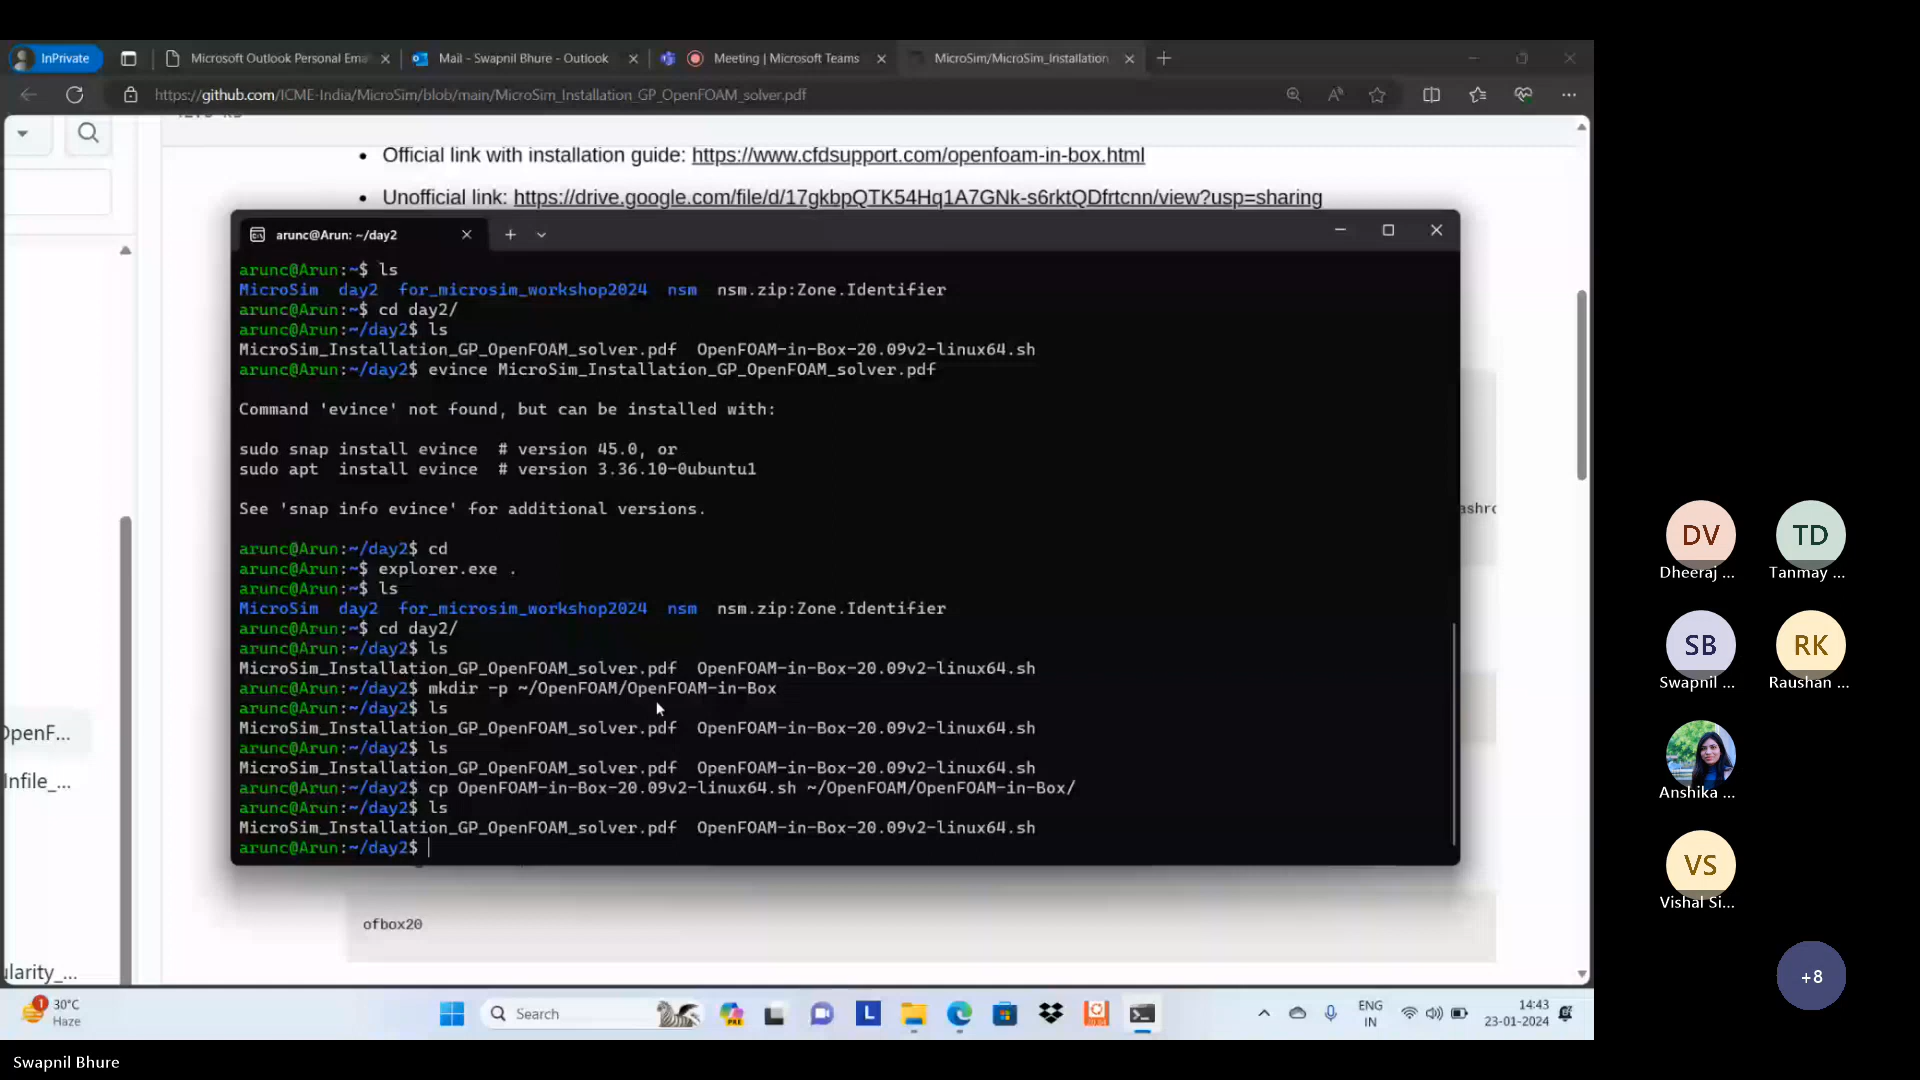 InPrivate
Microsoft Outlook Personal Ema
Mail - Swapnil Bhure - Outlook
Meeting | Microsoft Teams
MicroSim/MicroSim_Installation
https://github.com/ICME-India/MicroSim/blob/main/MicroSim_Installation_GP_OpenFOAM_solver.pdf
• Official link with installation guide: https://www.cfdsupport.com/openfoam-in-box.html
• Unofficial link: https://drive.google.com/file/d/17gkbpQTK54Hq1A7GNk-s6rktQDfrtcnn/view?usp=sharing
arunc@Arun: ~/day2
arunc@Arun:~$ ls
MicroSim day2 for_microsim_workshop2024 nsm nsm.zip:Zone.Identifier
arunc@Arun:~$ cd day2/
arunc@Arun:~/day2$ ls
MicroSim_Installation_GP_OpenFOAM_solver.pdf OpenFOAM-in-Box-20.09v2-linux64.sh
arunc@Arun:~/day2$ evince MicroSim_Installation_GP_OpenFOAM_solver.pdf
Command 'evince' not found, but can be installed with:
sudo snap install evince # version 45.0, or
sudo apt install evince # version 3.36.10-0ubuntu1
See 'snap info evince' for additional versions.
ashrc
arunc@Arun:~/day2$ cd
arunc@Arun:~$ explorer.exe .
arunc@Arun:~$ ls
MicroSim day2 for_microsim_workshop2024 nsm nsm.zip:Zone.Identifier
arunc@Arun:~$ cd day2/
arunc@Arun:~/day2$ ls
MicroSim_Installation_GP_OpenFOAM_solver.pdf OpenFOAM-in-Box-20.09v2-linux64.sh
arunc@Arun:~/day2$ mkdir -p ~/OpenFOAM/OpenFOAM-in-Box
arunc@Arun:~/day2$ ls
MicroSim_Installation_GP_OpenFOAM_solver.pdf OpenFOAM-in-Box-20.09v2-linux64.sh
arunc@Arun:~/day2$ ls
MicroSim_Installation_GP_OpenFOAM_solver.pdf OpenFOAM-in-Box-20.09v2-linux64.sh
arunc@Arun:~/day2$ cp OpenFOAM-in-Box-20.09v2-linux64.sh ~/OpenFOAM/OpenFOAM-in-Box/
arunc@Arun:~/day2$ ls
MicroSim_Installation_GP_OpenFOAM_solver.pdf OpenFOAM-in-Box-20.09v2-linux64.sh
arunc@Arun:~/day2$
OpenF...
Infile_...
ularity_...
ofbox20
DV
Dheeraj ...
TD
Tanmay ...
SB
Swapnil ...
RK
Raushan ...
Anshika ...
VS
Vishal Si...
+8
1
30°C
Haze
Search
PRE
L
ENG
IN
14:43
23-01-2024
Swapnil Bhure